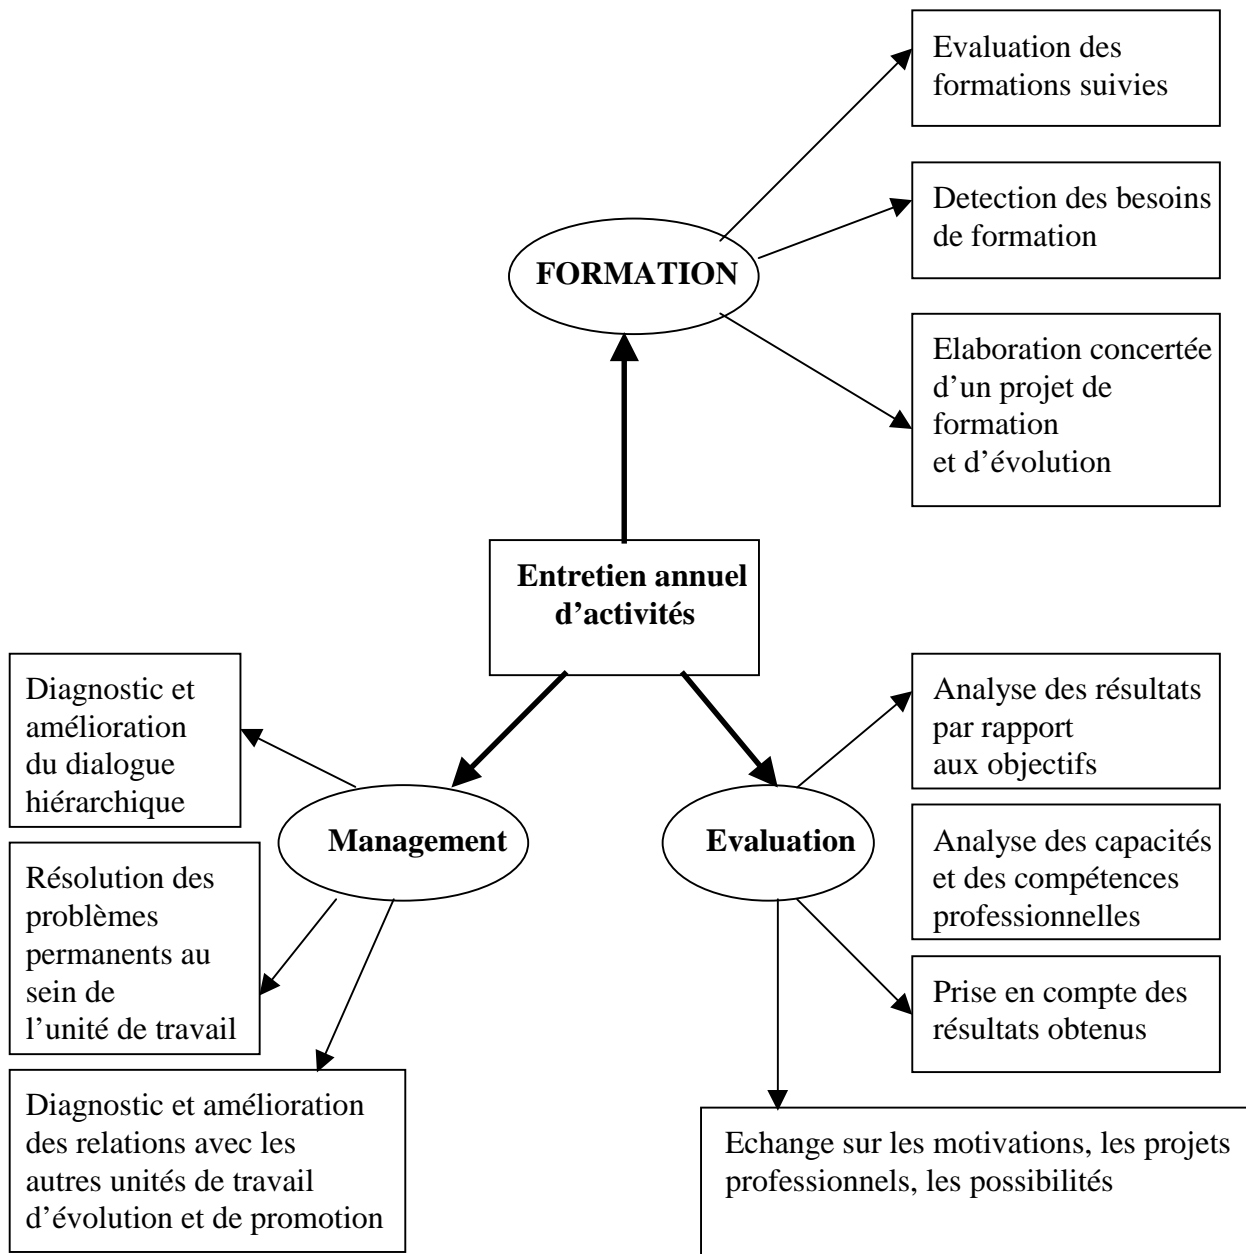 Evaluation des
formations suivies
Detection des besoins
de formation
FORMATION
Elaboration concertée
d’un projet de
formation
et d’évolution
Entretien annuel
d’activités
Diagnostic et
amélioration
du dialogue
hiérarchique
Management
Résolution des
problèmes
permanents au
sein de
l’unité de travail
Diagnostic et amélioration
des relations avec les
autres unités de travail
d’évolution et de promotion
Evaluation
Analyse des résultats
par rapport
aux objectifs
Analyse des capacités
et des compétences
professionnelles
Prise en compte des
résultats obtenus
Echange sur les motivations, les projets
professionnels, les possibilités